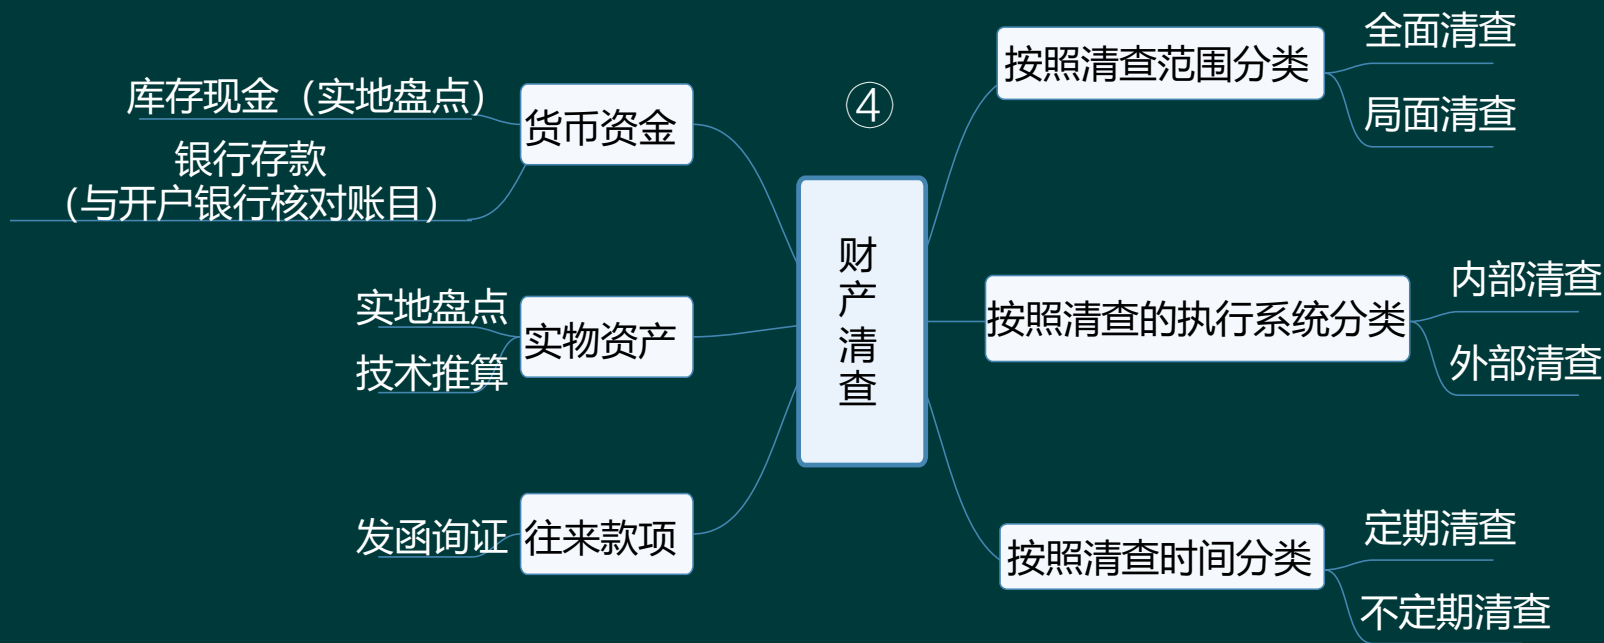 ④
财产清查
货币资金
库存现金（实地盘点）
银行存款
（与开户银行核对账目）
实物资产
实地盘点
技术推算
往来款项
发函询证
按照清查范围分类
全面清查
局面清查
按照清查的执行系统分类
内部清查
外部清查
按照清查时间分类
定期清查
不定期清查